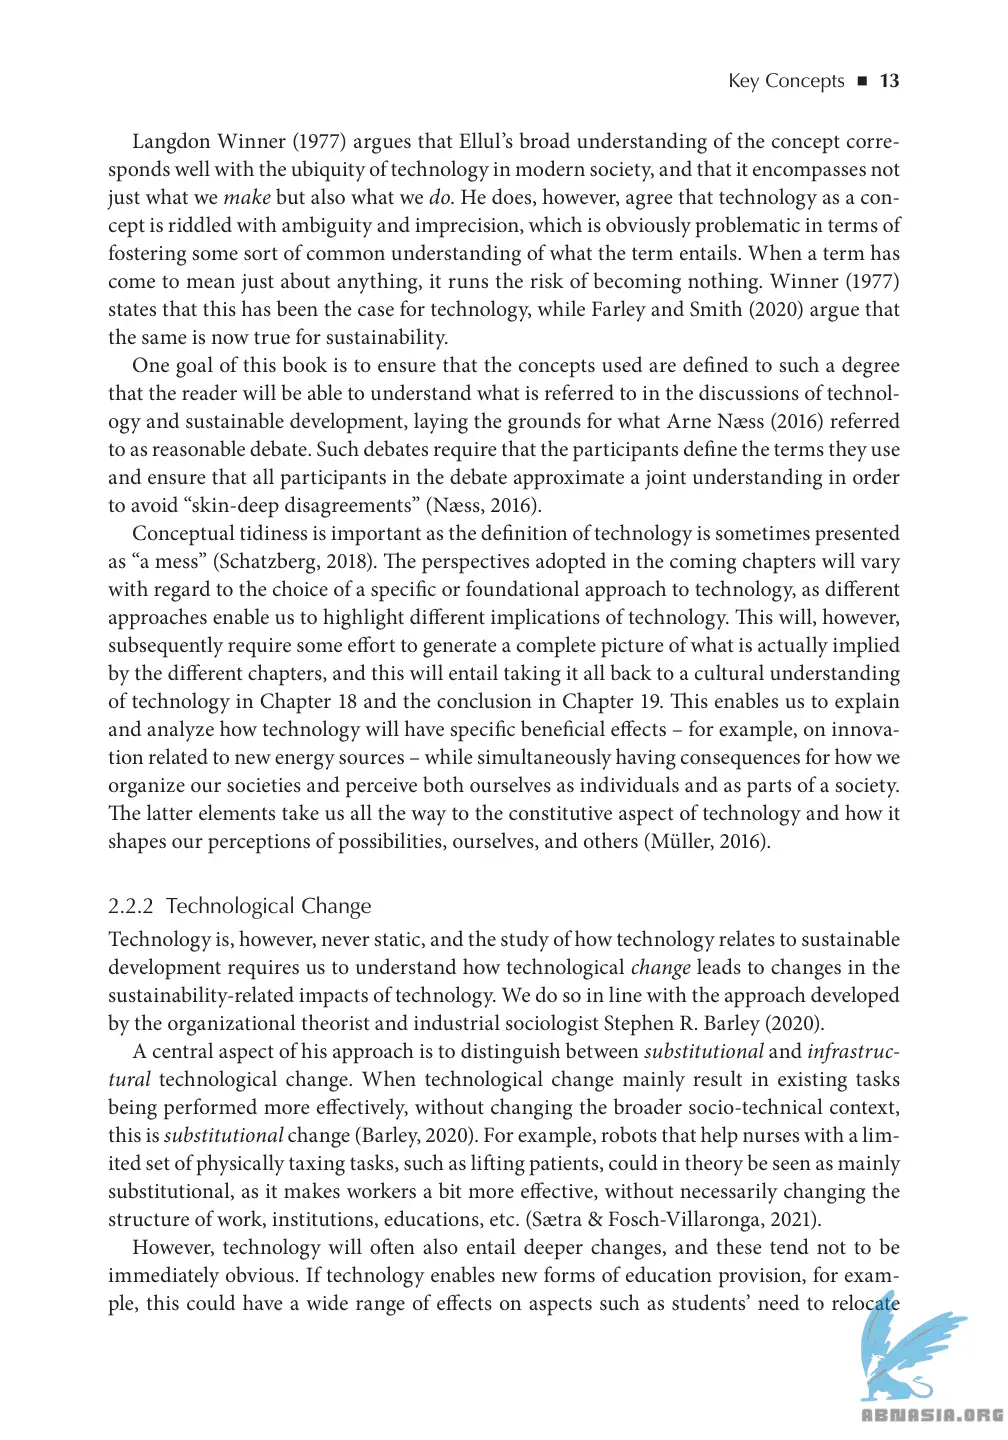 Key Concepts ■ 13
Langdon Winner (1977) argues that Ellul’s broad understanding of the concept corre-
sponds well with the ubiquity of technology in modern society, and that it encompasses not
just what we make but also what we do. He does, however, agree that technology as a con-
cept is riddled with ambiguity and imprecision, which is obviously problematic in terms of
fostering some sort of common understanding of what the term entails. When a term has
come to mean just about anything, it runs the risk of becoming nothing. Winner (1977)
states that this has been the case for technology, while Farley and Smith (2020) argue that
the same is now true for sustainability.
One goal of this book is to ensure that the concepts used are defined to such a degree
that the reader will be able to understand what is referred to in the discussions of technol-
ogy and sustainable development, laying the grounds for what Arne Næss (2016) referred
to as reasonable debate. Such debates require that the participants define the terms they use
and ensure that all participants in the debate approximate a joint understanding in order
to avoid “skin-deep disagreements” (Næss, 2016).
Conceptual tidiness is important as the definition of technology is sometimes presented
as “a mess” (Schatzberg, 2018). The perspectives adopted in the coming chapters will vary
with regard to the choice of a specific or foundational approach to technology, as different
approaches enable us to highlight different implications of technology. This will, however,
subsequently require some effort to generate a complete picture of what is actually implied
by the different chapters, and this will entail taking it all back to a cultural understanding
of technology in Chapter 18 and the conclusion in Chapter 19. This enables us to explain
and analyze how technology will have specific beneficial effects – for example, on innova-
tion related to new energy sources – while simultaneously having consequences for how we
organize our societies and perceive both ourselves as individuals and as parts of a society.
The latter elements take us all the way to the constitutive aspect of technology and how it
shapes our perceptions of possibilities, ourselves, and others (Müller, 2016).
2.2.2 Technological Change
Technology is, however, never static, and the study of how technology relates to sustainable
development requires us to understand how technological change leads to changes in the
sustainability-related impacts of technology. We do so in line with the approach developed
by the organizational theorist and industrial sociologist Stephen R. Barley (2020).
A central aspect of his approach is to distinguish between substitutional and infrastruc-
tural technological change. When technological change mainly result in existing tasks
being performed more effectively, without changing the broader socio-technical context,
this is substitutional change (Barley, 2020). For example, robots that help nurses with a lim-
ited set of physically taxing tasks, such as lifting patients, could in theory be seen as mainly
substitutional, as it makes workers a bit more effective, without necessarily changing the
structure of work, institutions, educations, etc. (Sætra & Fosch-Villaronga, 2021).
However, technology will often also entail deeper changes, and these tend not to be
immediately obvious. If technology enables new forms of education provision, for exam-
ple, this could have a wide range of effects on aspects such as students’ need to relocate
ABNASIA.ORG